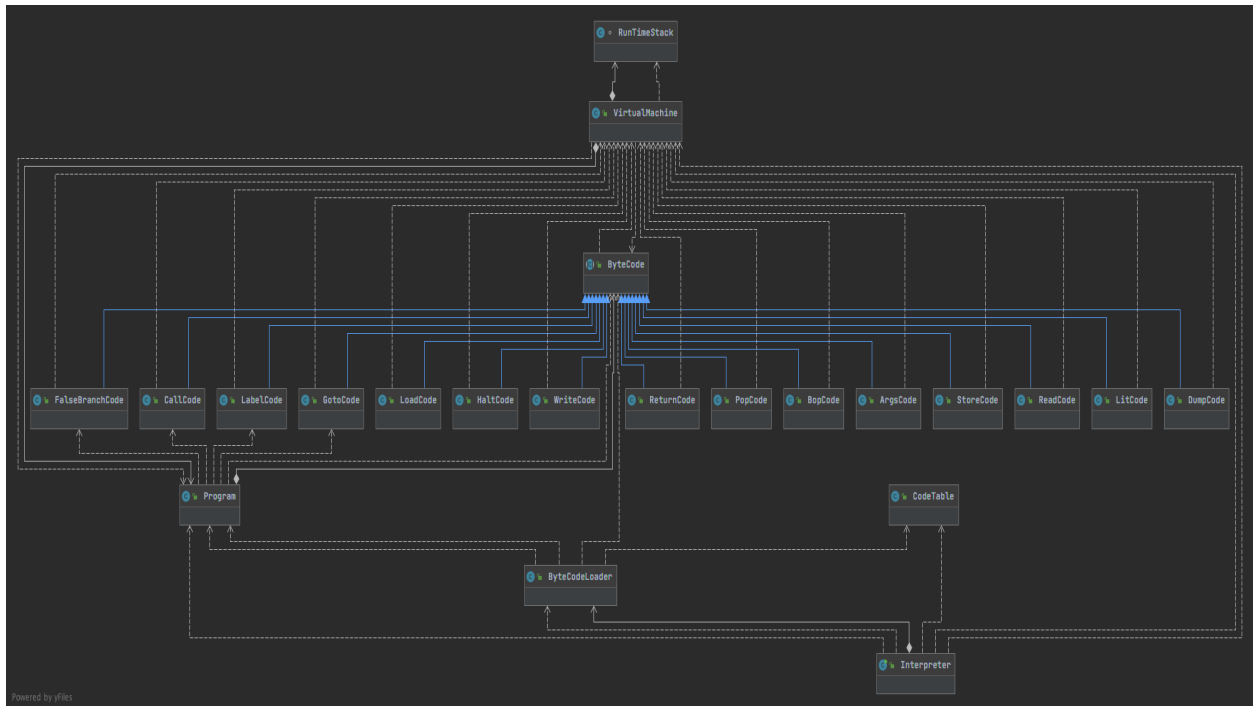 RunTimeStack
VirtualMachine
ByteCode
FalseBranchCode
CallCode
LabelCode
GotoCode
LoadCode
HaltCode
WriteCode
ReturnCode
PopCode
BopCode
ArgsCode
StoreCode
ReadCode
LitCode
DumpCode
Program
CodeTable
ByteCodeLoader
Interpreter
Powered by yFiles